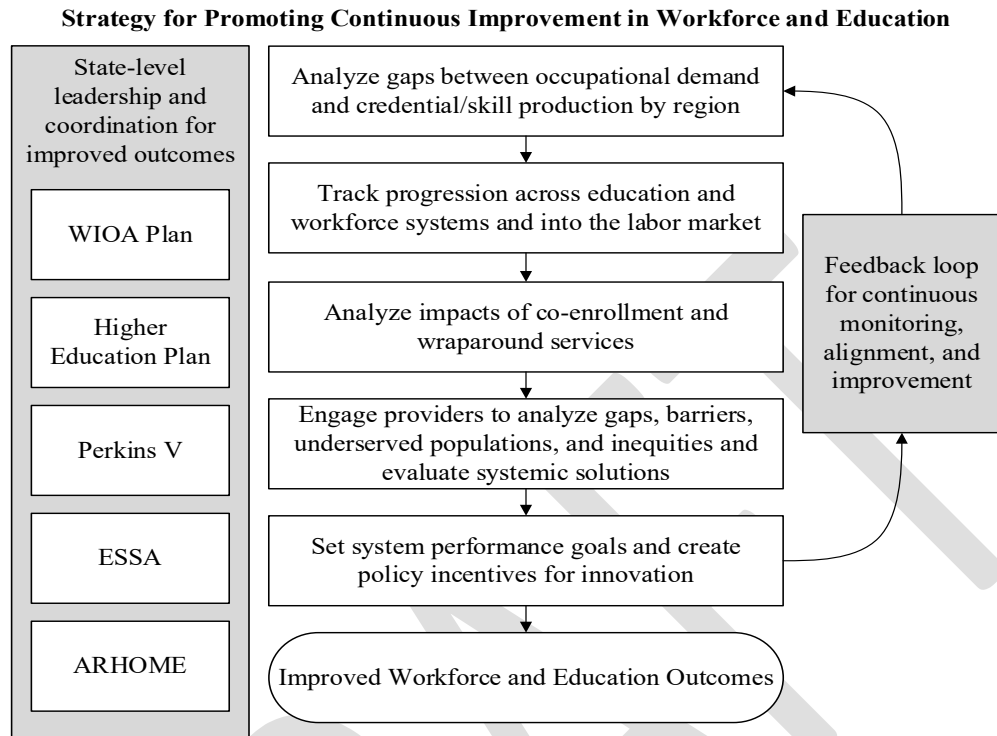 Strategy for Promoting Continuous Improvement in Workforce and Education
State-level
leadership and
coordination for
improved outcomes
WIOA Plan
Higher
Education Plan
Perkins V
ESSA
ARHOME
Analyze gaps between occupational demand
and credential/skill production by region
Track progression across education and
workforce systems and into the labor market
Analyze impacts of co-enrollment and
wraparound services
Engage providers to analyze gaps, barriers,
underserved populations, and inequities and
evaluate systemic solutions
Set system performance goals and create
policy incentives for innovation
Improved Workforce and Education Outcomes
Feedback loop
for continuous
monitoring,
alignment, and
improvement